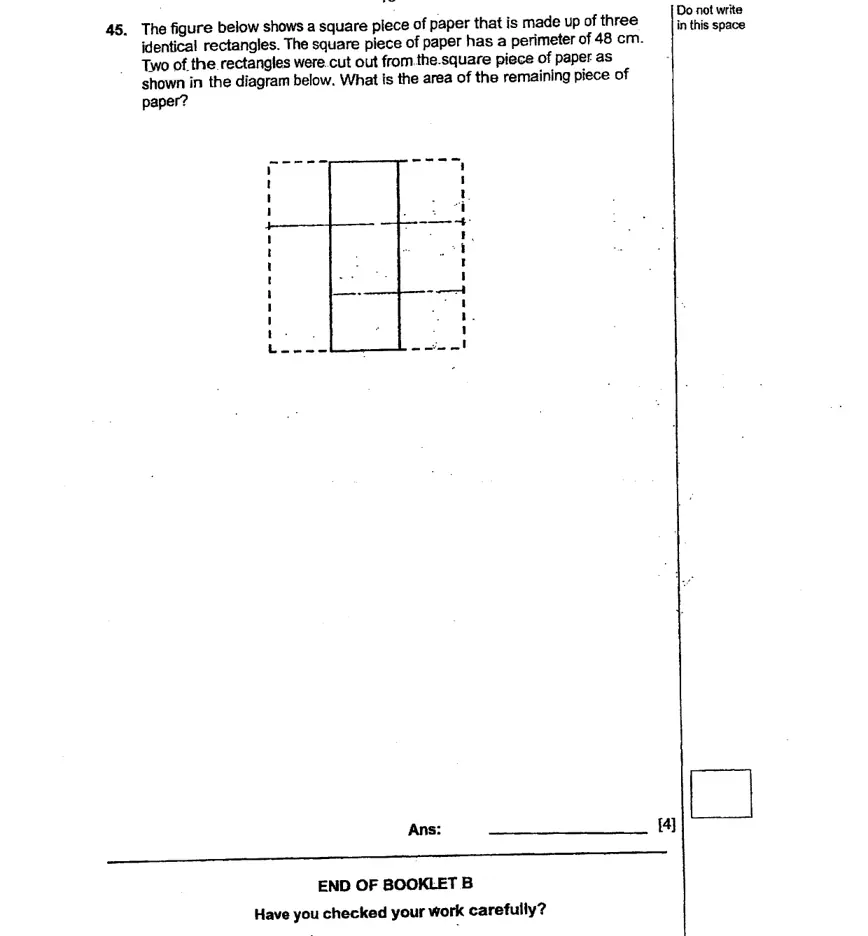 Do not write
in this space
45. The figure below shows a square piece of paper that is made up of three
identical rectangles. The square piece of paper has a perimeter of 48 cm.
Two of the rectangles were cut out from the square piece of paper as
shown in the diagram below. What is the area of the remaining piece of
paper?
Ans: ____________ [4]
END OF BOOKLET B
Have you checked your work carefully?